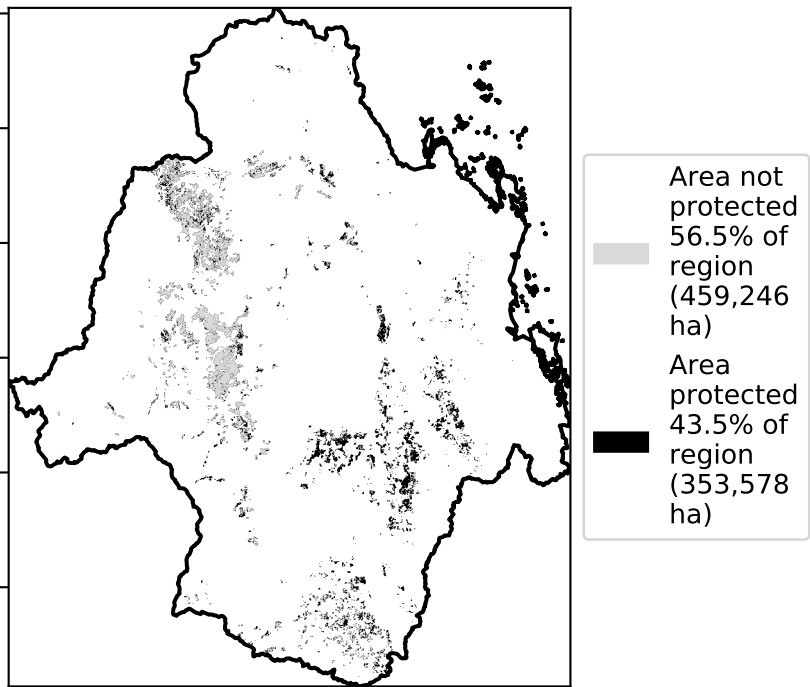 Area not
protected
56.5% of
region
(459,246
ha)
Area
protected
43.5% of
region
(353,578
ha)